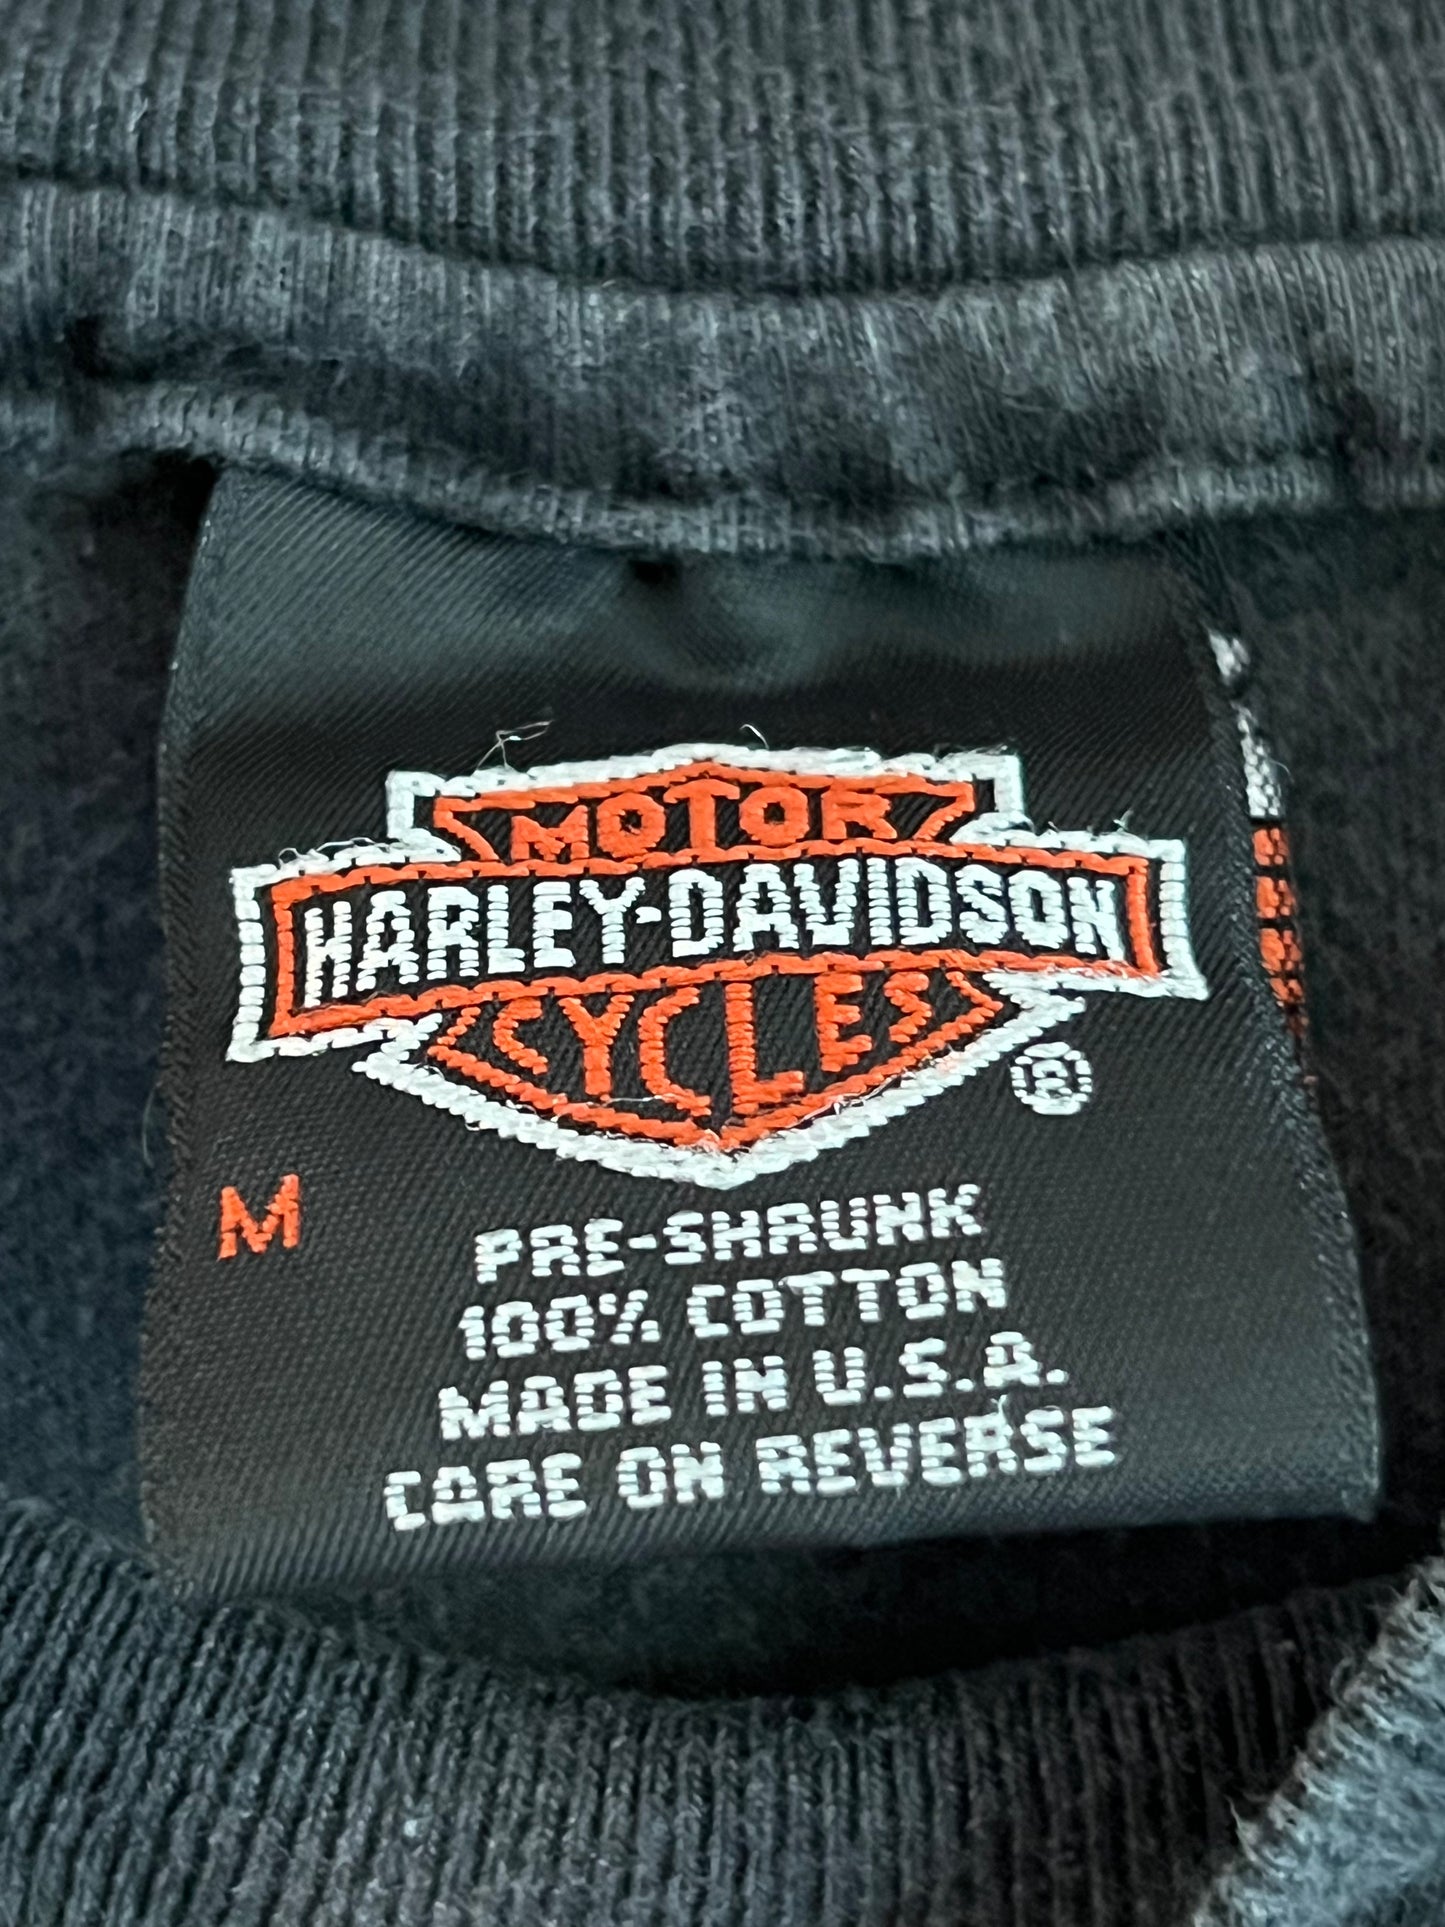 MOTOR
HARLEY-DAVIDSON
CYCLES
®
M
PRE-SHRUNK
100% COTTON
MADE IN U.S.A.
CARE ON REVERSE